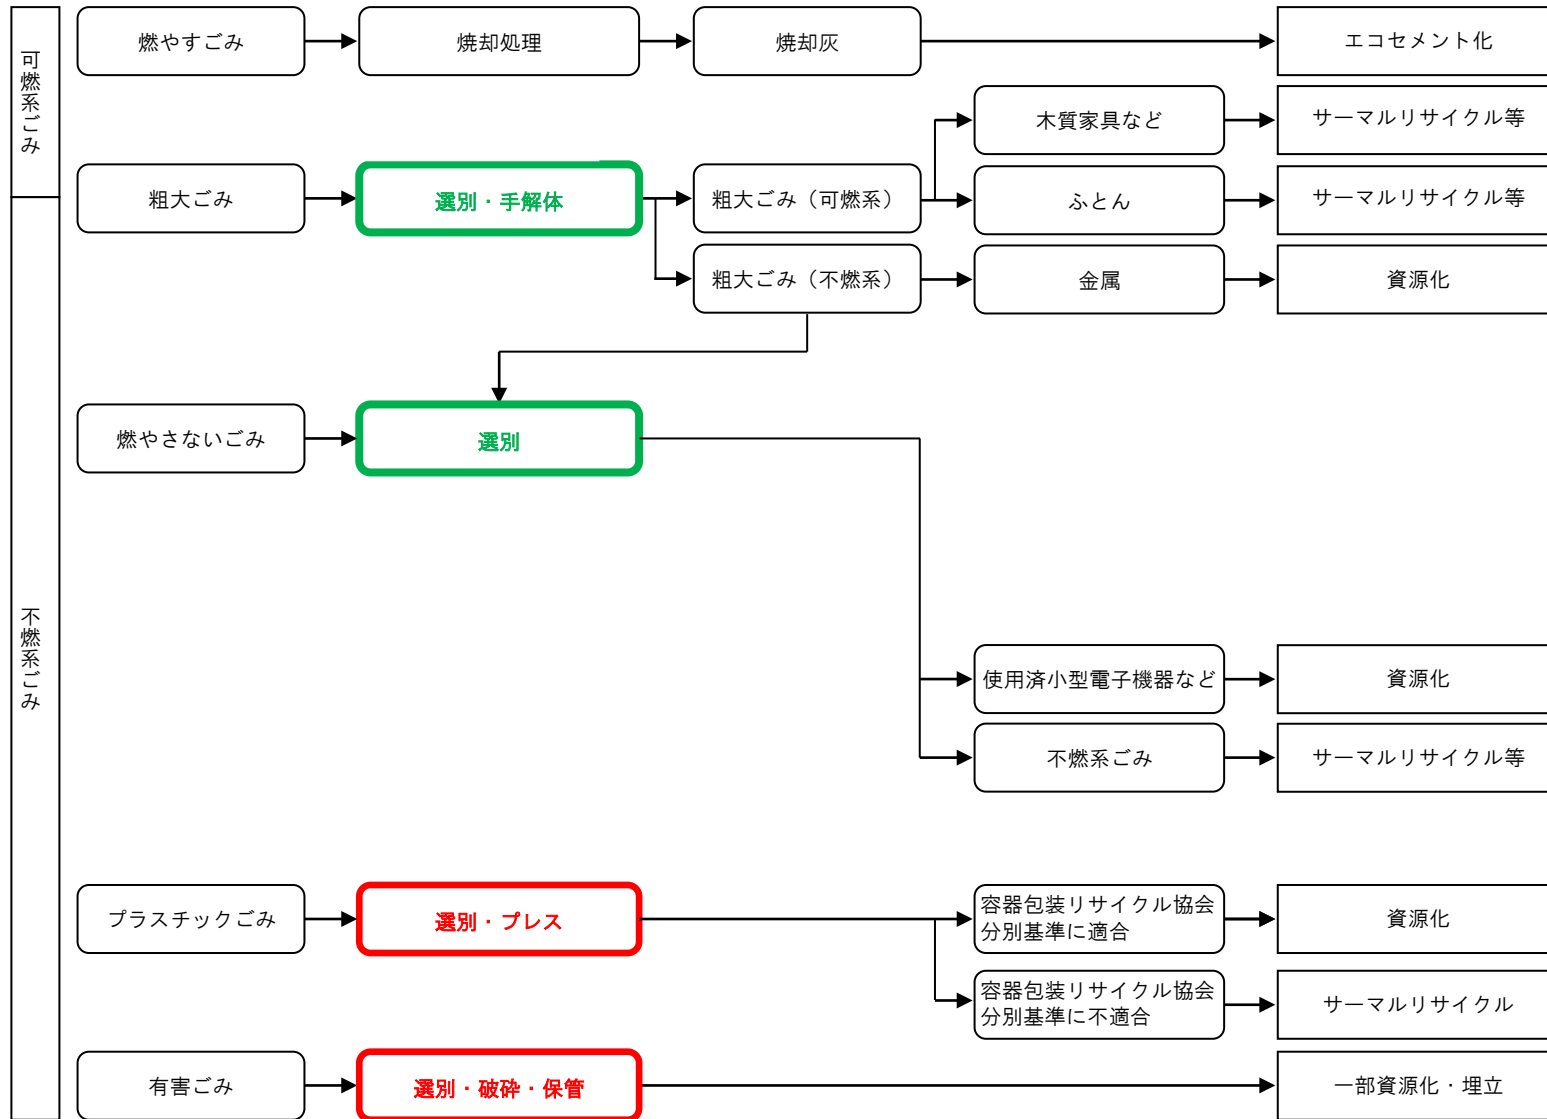 可燃系ごみ
燃やすごみ
焼却処理
焼却灰
エコセメント化
木質家具など
サーマルリサイクル等
粗大ごみ
選別・手解体
粗大ごみ（可燃系）
ふとん
サーマルリサイクル等
粗大ごみ（不燃系）
金属
資源化
不燃系ごみ
燃やさないごみ
選別
使用済小型電子機器など
資源化
不燃系ごみ
サーマルリサイクル等
プラスチックごみ
選別・プレス
容器包装リサイクル協会
分別基準に適合
資源化
容器包装リサイクル協会
分別基準に不適合
サーマルリサイクル
有害ごみ
選別・破砕・保管
一部資源化・埋立